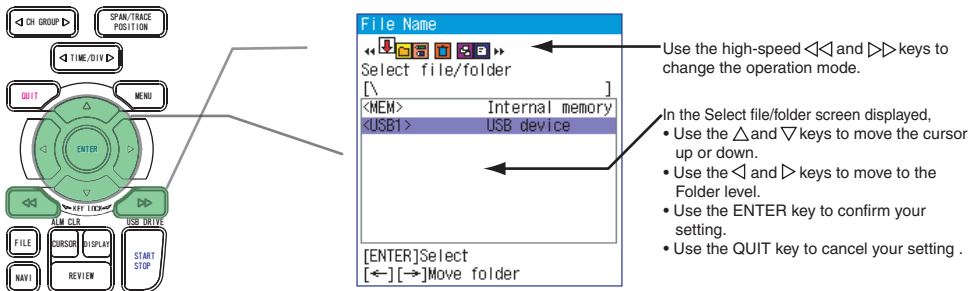 CH GROUP
SPAN/TRACE
POSITION
TIME/DIV
QUIT
MENU
ENTER
KEY LOCK
ALM CLR
USB DRIVE
FILE
CURSOR
DISPLAY
START
STOP
NAVI
REVIEW
File Name
Select file/folder
[\ ]
<MEM> Internal memory
<USB1> USB device
[ENTER]Select
[←][→]Move folder
Use the high-speed ◁◁ and ▷▷ keys to
change the operation mode.
In the Select file/folder screen displayed,
• Use the △ and ▽ keys to move the cursor
up or down.
• Use the ◁ and ▷ keys to move to the
Folder level.
• Use the ENTER key to confirm your
setting.
• Use the QUIT key to cancel your setting .